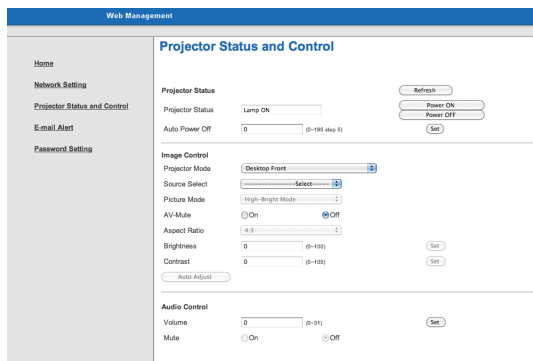 Web Management
Projector Status and Control
Home
Network Setting
Projector Status and Control
E-mail Alert
Password Setting
Projector Status
Refresh
Projector Status Lamp ON Power ON
Power OFF
Auto Power Off 0 (0~180 step 5) Set
Image Control
Projector Mode Desktop Front
Source Select -----------------Select-----
Picture Mode High-Bright Mode
AV-Mute On Off
Aspect Ratio 4:3
Brightness 0 (0~100) Set
Contrast 0 (0~100) Set
Auto Adjust
Audio Control
Volume 0 (0~31) Set
Mute On Off